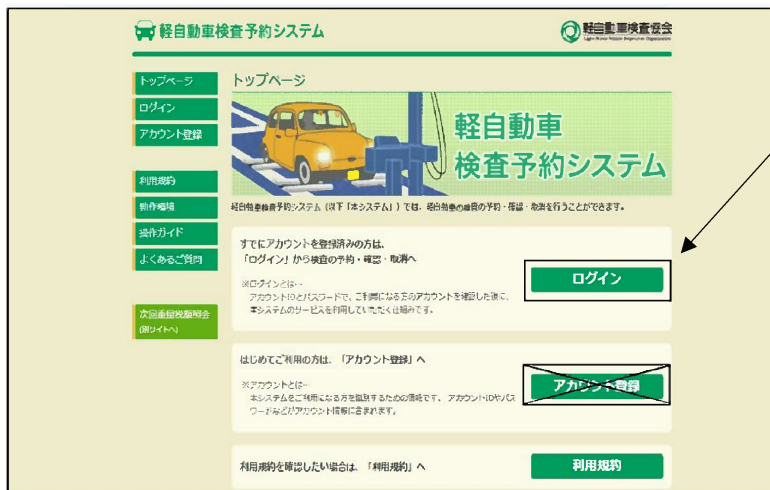 軽自動車検査予約システム
軽自動車検査協会
トップページ
ログイン
アカウント登録
利用規約
動作環境
操作ガイド
よくあるご質問
次回重量税額照会
(別サイトへ)
トップページ
軽自動車
検査予約システム
軽自動車検査予約システム（以下「本システム」）では、軽自動車の検査の予約・確認・取消を行うことができます。
すでにアカウントを登録済みの方は、
「ログイン」から検査の予約・確認・取消へ
ログイン
※ログインとは…
アカウントIDとパスワードで、ご利用になる方のアカウントを確認した後に、
本システムのサービスを利用していただく仕組みです。
はじめてご利用の方は、「アカウント登録」へ
アカウント登録
※アカウントとは…
本システムをご利用になる方を識別するための情報です。 アカウントIDやパス
ワードなどがアカウント情報に含まれます。
利用規約を確認したい場合は、「利用規約」へ
利用規約